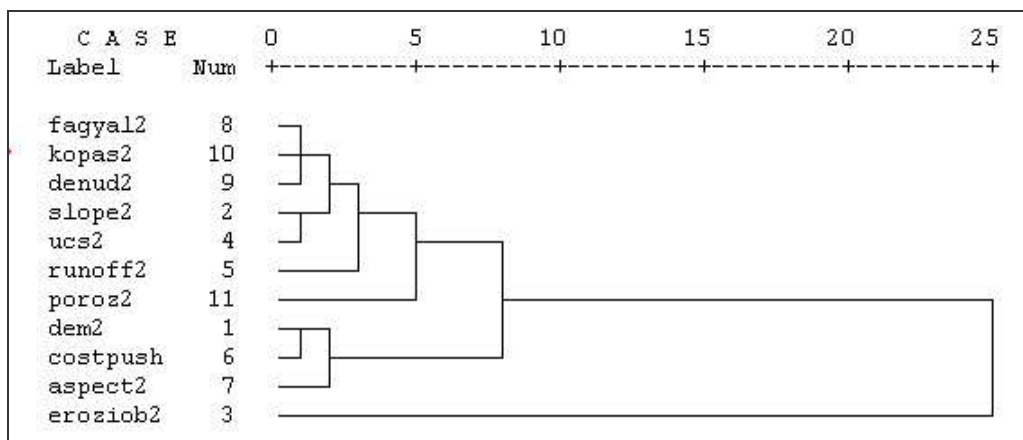 C A S E 0 5 10 15 20 25
Label Num +---------+---------+---------+---------+---------+
fagyal2 8
kopas2 10
denud2 9
slope2 2
ucs2 4
runoff2 5
poroz2 11
dem2 1
costpush 6
aspect2 7
eroziob2 3